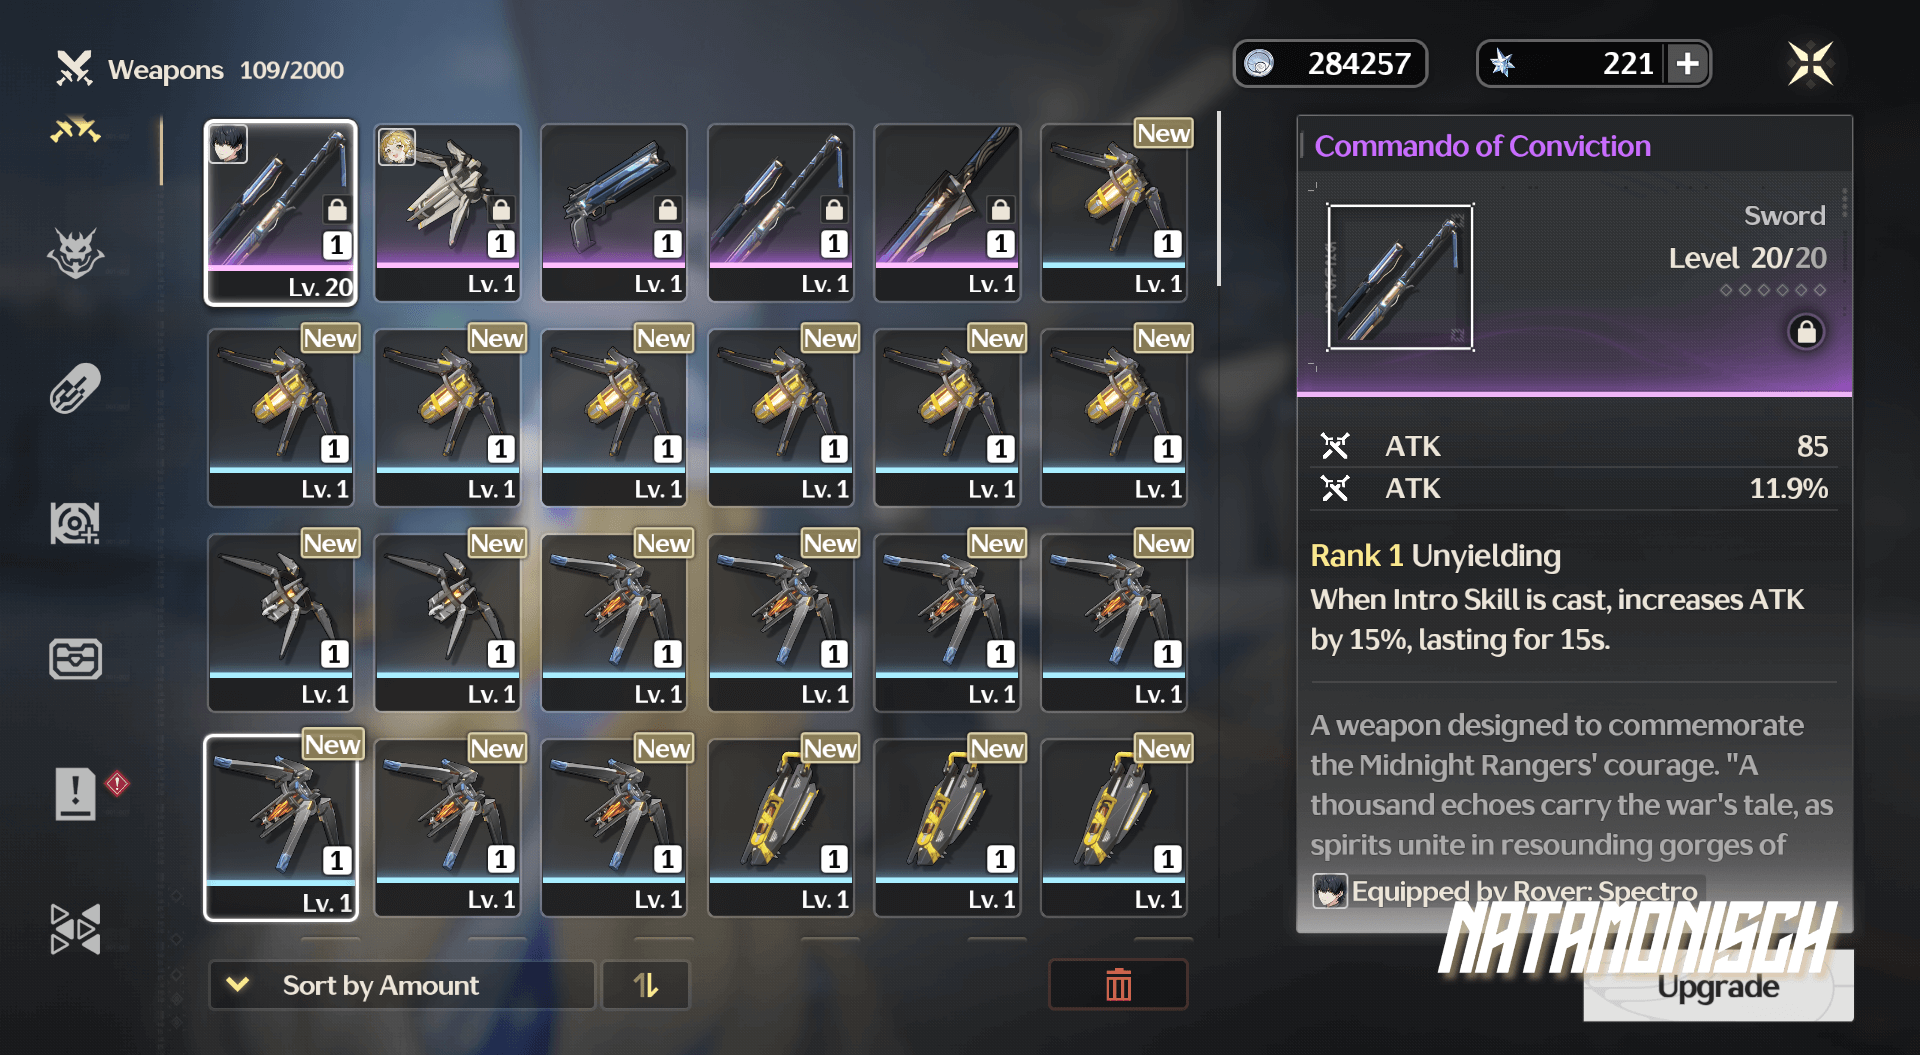 Weapons 109/2000
284257
221
1
Lv. 20
1
Lv. 1
1
Lv. 1
1
Lv. 1
1
Lv. 1
New
1
Lv. 1
New
1
Lv. 1
New
1
Lv. 1
New
1
Lv. 1
New
1
Lv. 1
New
1
Lv. 1
New
1
Lv. 1
New
1
Lv. 1
New
1
Lv. 1
New
1
Lv. 1
New
1
Lv. 1
New
1
Lv. 1
New
1
Lv. 1
New
1
Lv. 1
New
1
Lv. 1
New
1
Lv. 1
New
1
Lv. 1
New
1
Lv. 1
New
1
Lv. 1
Sort by Amount
Commando of Conviction
Sword
Level 20/20
ATK 85
ATK 11.9%
Rank 1 Unyielding
When Intro Skill is cast, increases ATK
by 15%, lasting for 15s.
A weapon designed to commemorate
the Midnight Rangers' courage. "A
thousand echoes carry the war's tale, as
spirits unite in resounding gorges of
Equipped by Rover: Spectro
NATAMONISCH
Upgrade